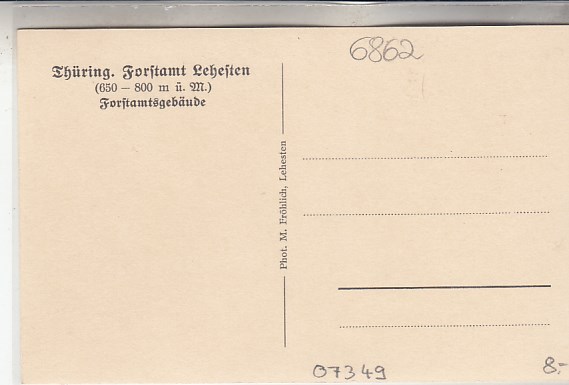 6862
Thüring. Forstamt Lehesten
(650 – 800 m ü. M.)
Forstamtsgebäude
Phot. M. Fröhlich, Lehesten
07349
8.-